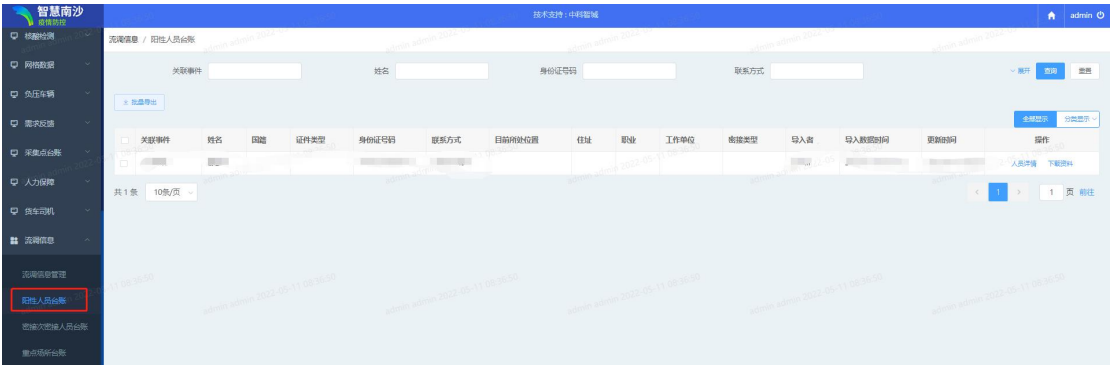 智慧南沙
疫情防控
技术支持：中科智城
admin
核酸检测
网格数据
负压车辆
需求反馈
采集点台账
人力保障
货车司机
流调信息
流调信息管理
阳性人员台账
密接次密接人员台账
重点场所台账
流调信息 / 阳性人员台账
关联事件
姓名
身份证号码
联系方式
展开
查询
重置
批量导出
全部显示
分类显示
关联事件 姓名 国籍 证件类型 身份证号码 联系方式 目前所处位置 住址 职业 工作单位 密接类型 导入者 导入数据时间 更新时间 操作
人员详情 下载资料
共 1 条
10条/页
1
1 页 前往
admin admin 2022-05-11 08:36:50